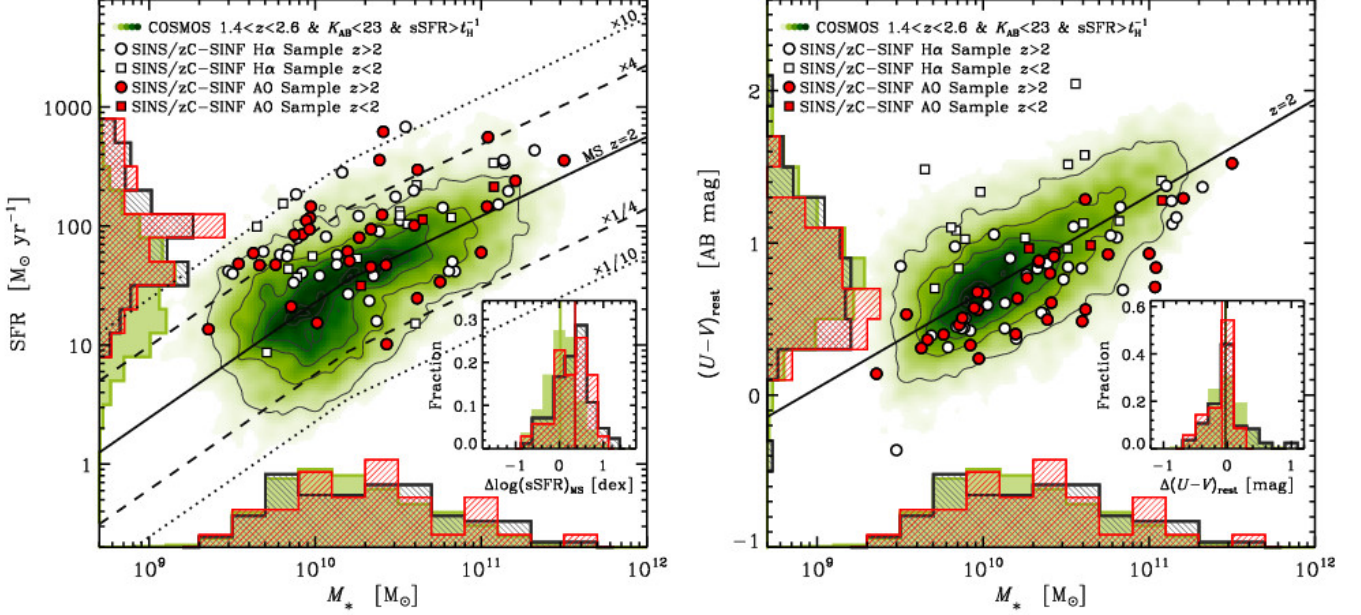 COSMOS 1.4<z<2.6 & K_AB<23 & sSFR>t_H^-1
SINS/zC-SINF Hα Sample z>2
SINS/zC-SINF Hα Sample z<2
SINS/zC-SINF AO Sample z>2
SINS/zC-SINF AO Sample z<2
×10
×4
MS z=2
×1/4
×1/10
SFR [M⊙ yr^-1]
1000
100
10
1
Fraction
0.3
0.2
0.1
0.0
-1 0 1
Δlog(sSFR)_MS [dex]
10^9 10^10 10^11 10^12
M_* [M⊙]
COSMOS 1.4<z<2.6 & K_AB<23 & sSFR>t_H^-1
SINS/zC-SINF Hα Sample z>2
SINS/zC-SINF Hα Sample z<2
SINS/zC-SINF AO Sample z>2
SINS/zC-SINF AO Sample z<2
z=2
(U-V)_rest [AB mag]
2
1
0
-1
Fraction
0.6
0.4
0.2
0.0
-1 0 1
Δ(U-V)_rest [mag]
10^9 10^10 10^11 10^12
M_* [M⊙]